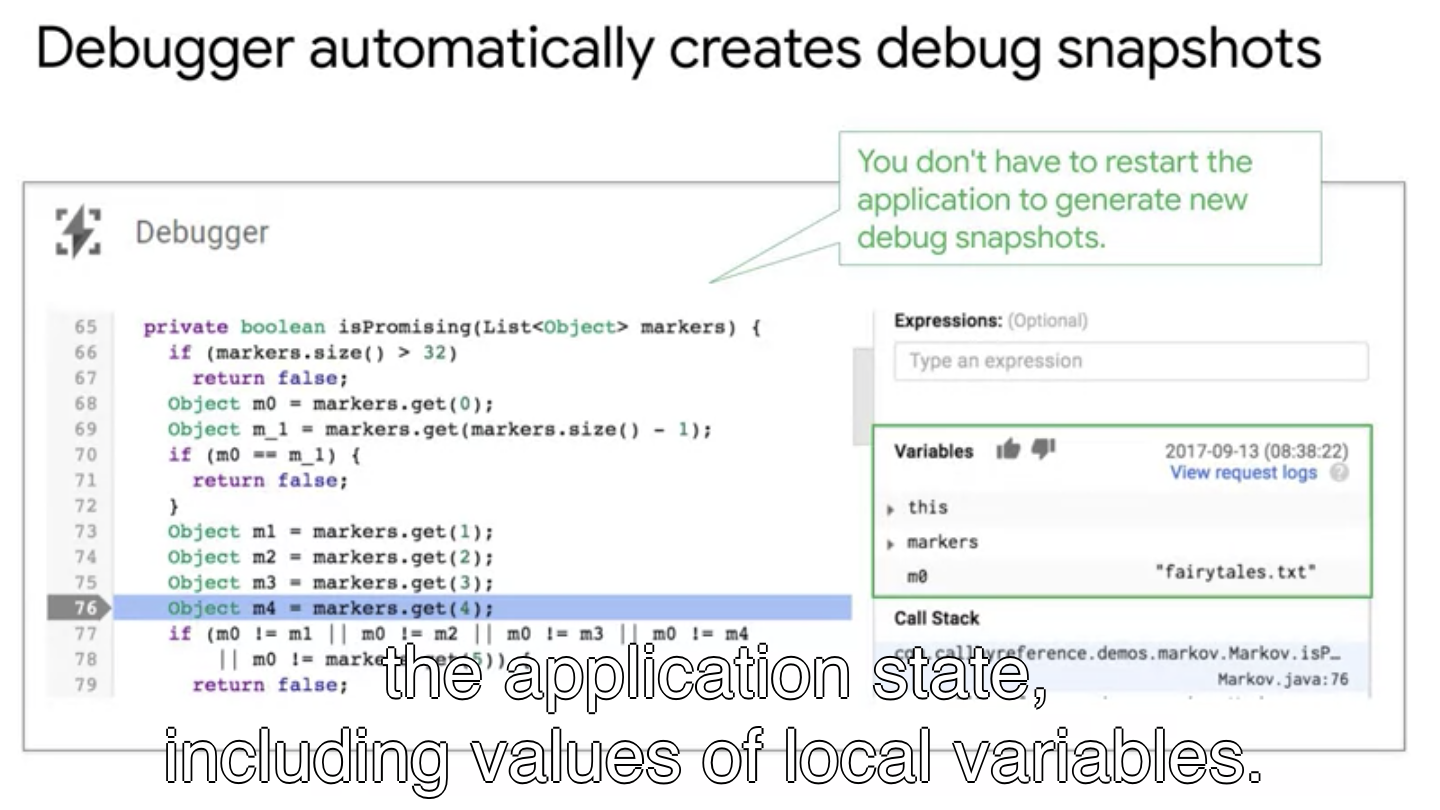 Debugger automatically creates debug snapshots
You don't have to restart the
application to generate new
debug snapshots.
Debugger
65 private boolean isPromising(List<Object> markers) {
66 if (markers.size() > 32)
67 return false;
68 Object m0 = markers.get(0);
69 Object m_1 = markers.get(markers.size() - 1);
70 if (m0 == m_1) {
71 return false;
72 }
73 Object m1 = markers.get(1);
74 Object m2 = markers.get(2);
75 Object m3 = markers.get(3);
76 Object m4 = markers.get(4);
77 if (m0 != m1 || m0 != m2 || m0 != m3 || m0 != m4
78 || m0 != 5)) {
79 return false;
Expressions: (Optional)
Type an expression
Variables 2017-09-13 (08:38:22)
View request logs
this
markers
m0 "fairytales.txt"
Call Stack
demos.markov.Markov.isP…
Markov.java:76
the application state,
including values of local variables.